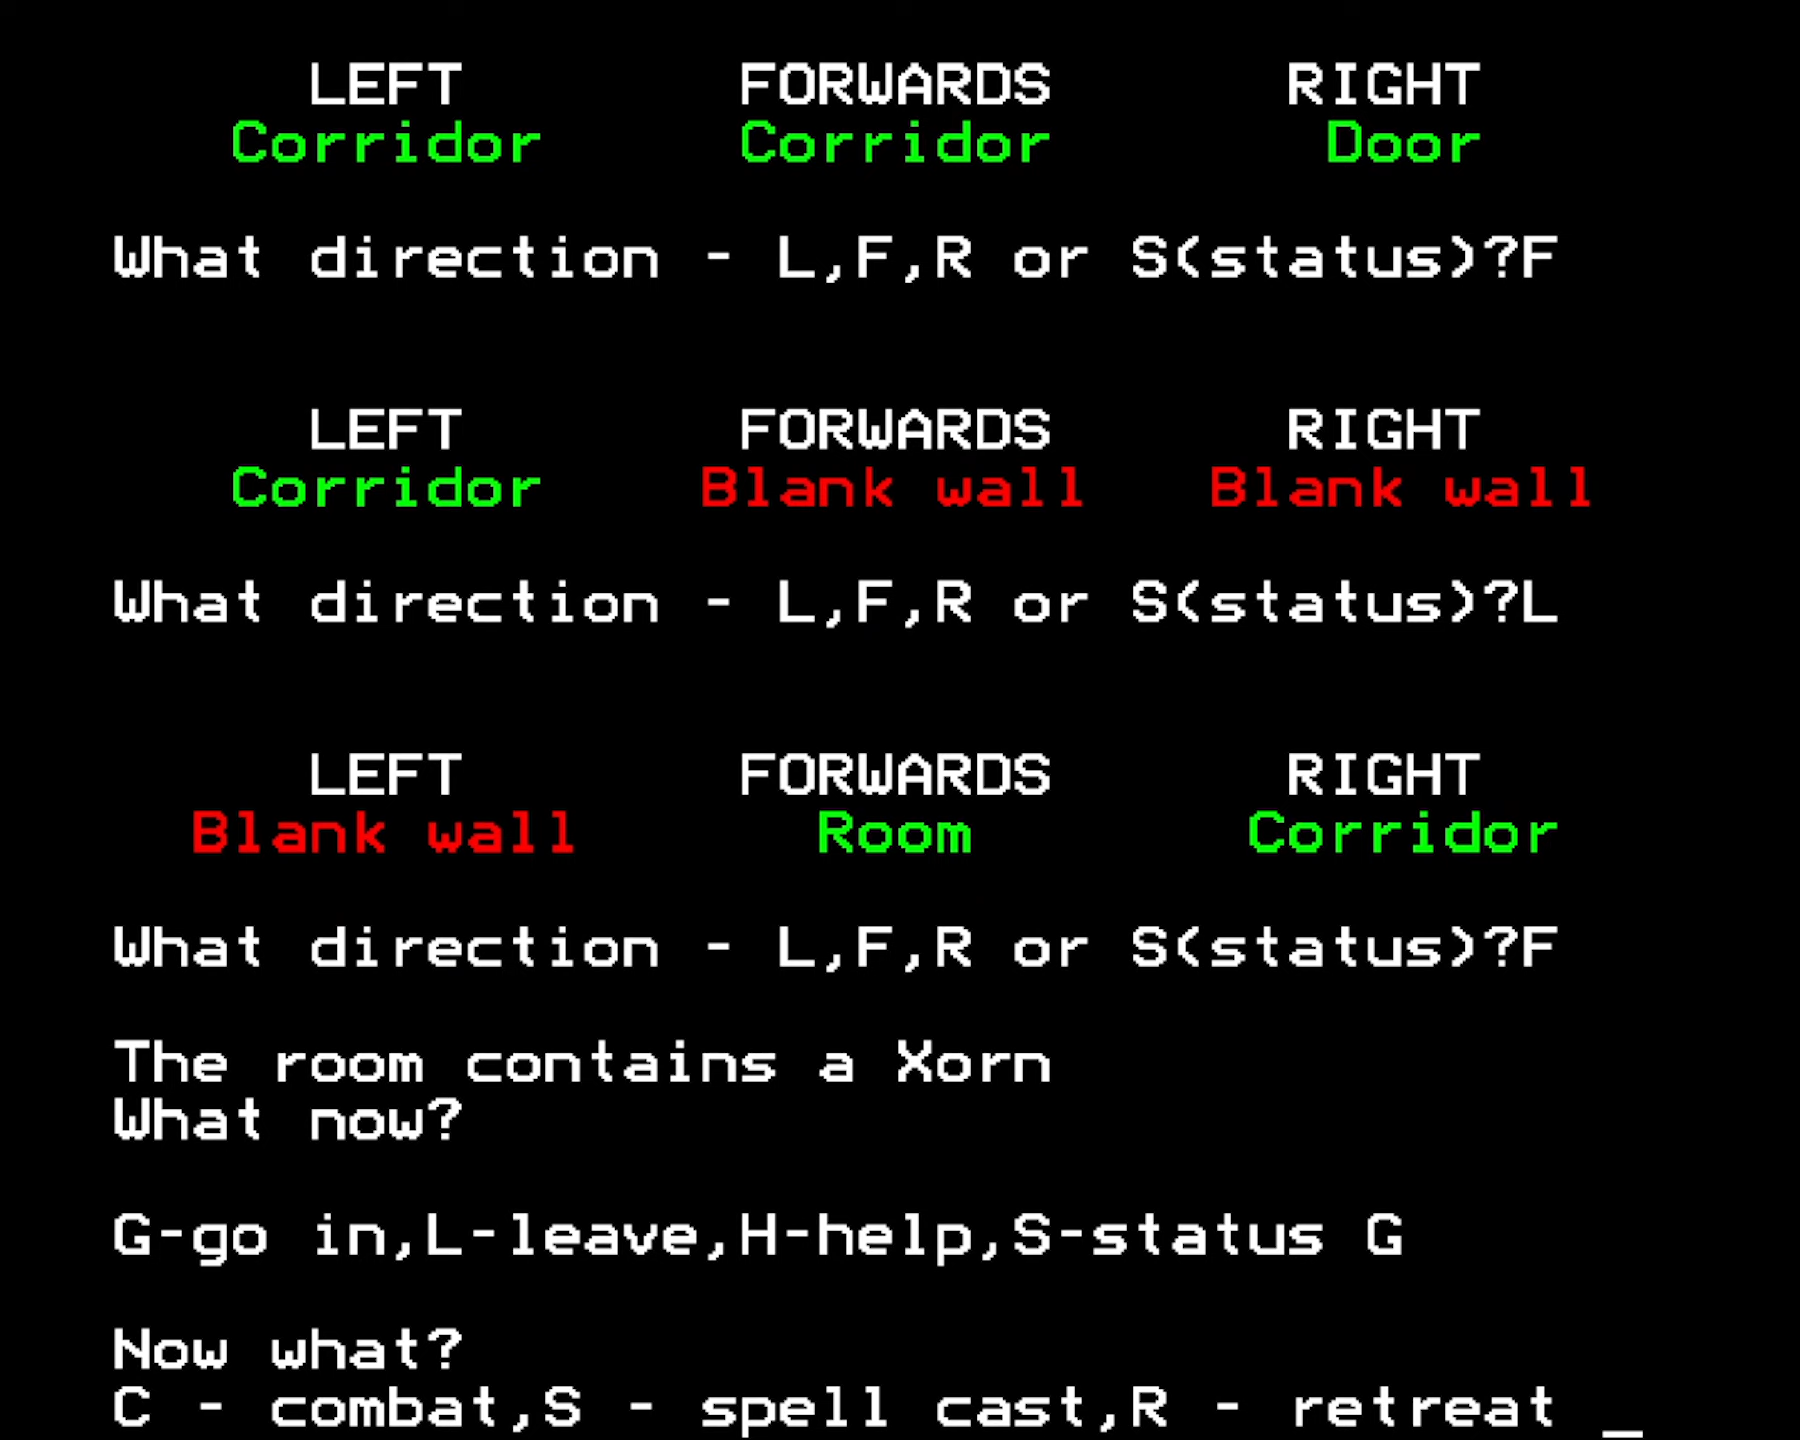 LEFT FORWARDS RIGHT
Corridor Corridor Door
What direction - L,F,R or S(status)?F
LEFT FORWARDS RIGHT
Corridor Blank wall Blank wall
What direction - L,F,R or S(status)?L
LEFT FORWARDS RIGHT
Blank wall Room Corridor
What direction - L,F,R or S(status)?F
The room contains a Xorn
What now?
G-go in,L-leave,H-help,S-status G
Now what?
C - combat,S - spell cast,R - retreat _